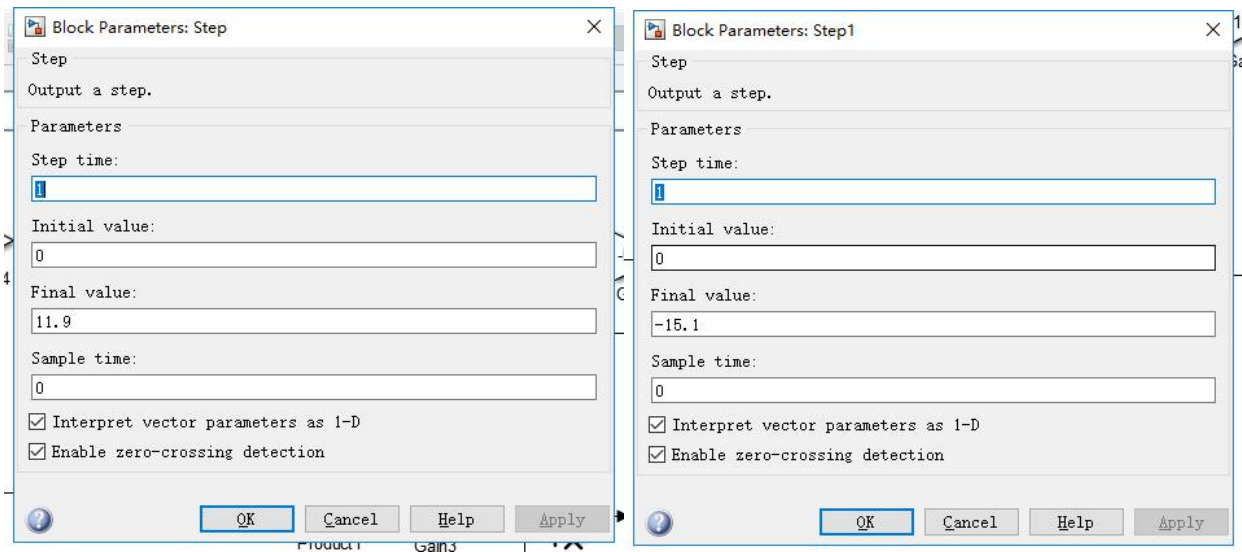 Block Parameters: Step
Step
Output a step.
Parameters
Step time:
1
Initial value:
0
Final value:
11.9
Sample time:
0
Interpret vector parameters as 1-D
Enable zero-crossing detection
OK Cancel Help Apply
4
Gain3
Block Parameters: Step1
Step
Output a step.
Parameters
Step time:
1
Initial value:
0
Final value:
-15.1
Sample time:
0
Interpret vector parameters as 1-D
Enable zero-crossing detection
OK Cancel Help Apply
1